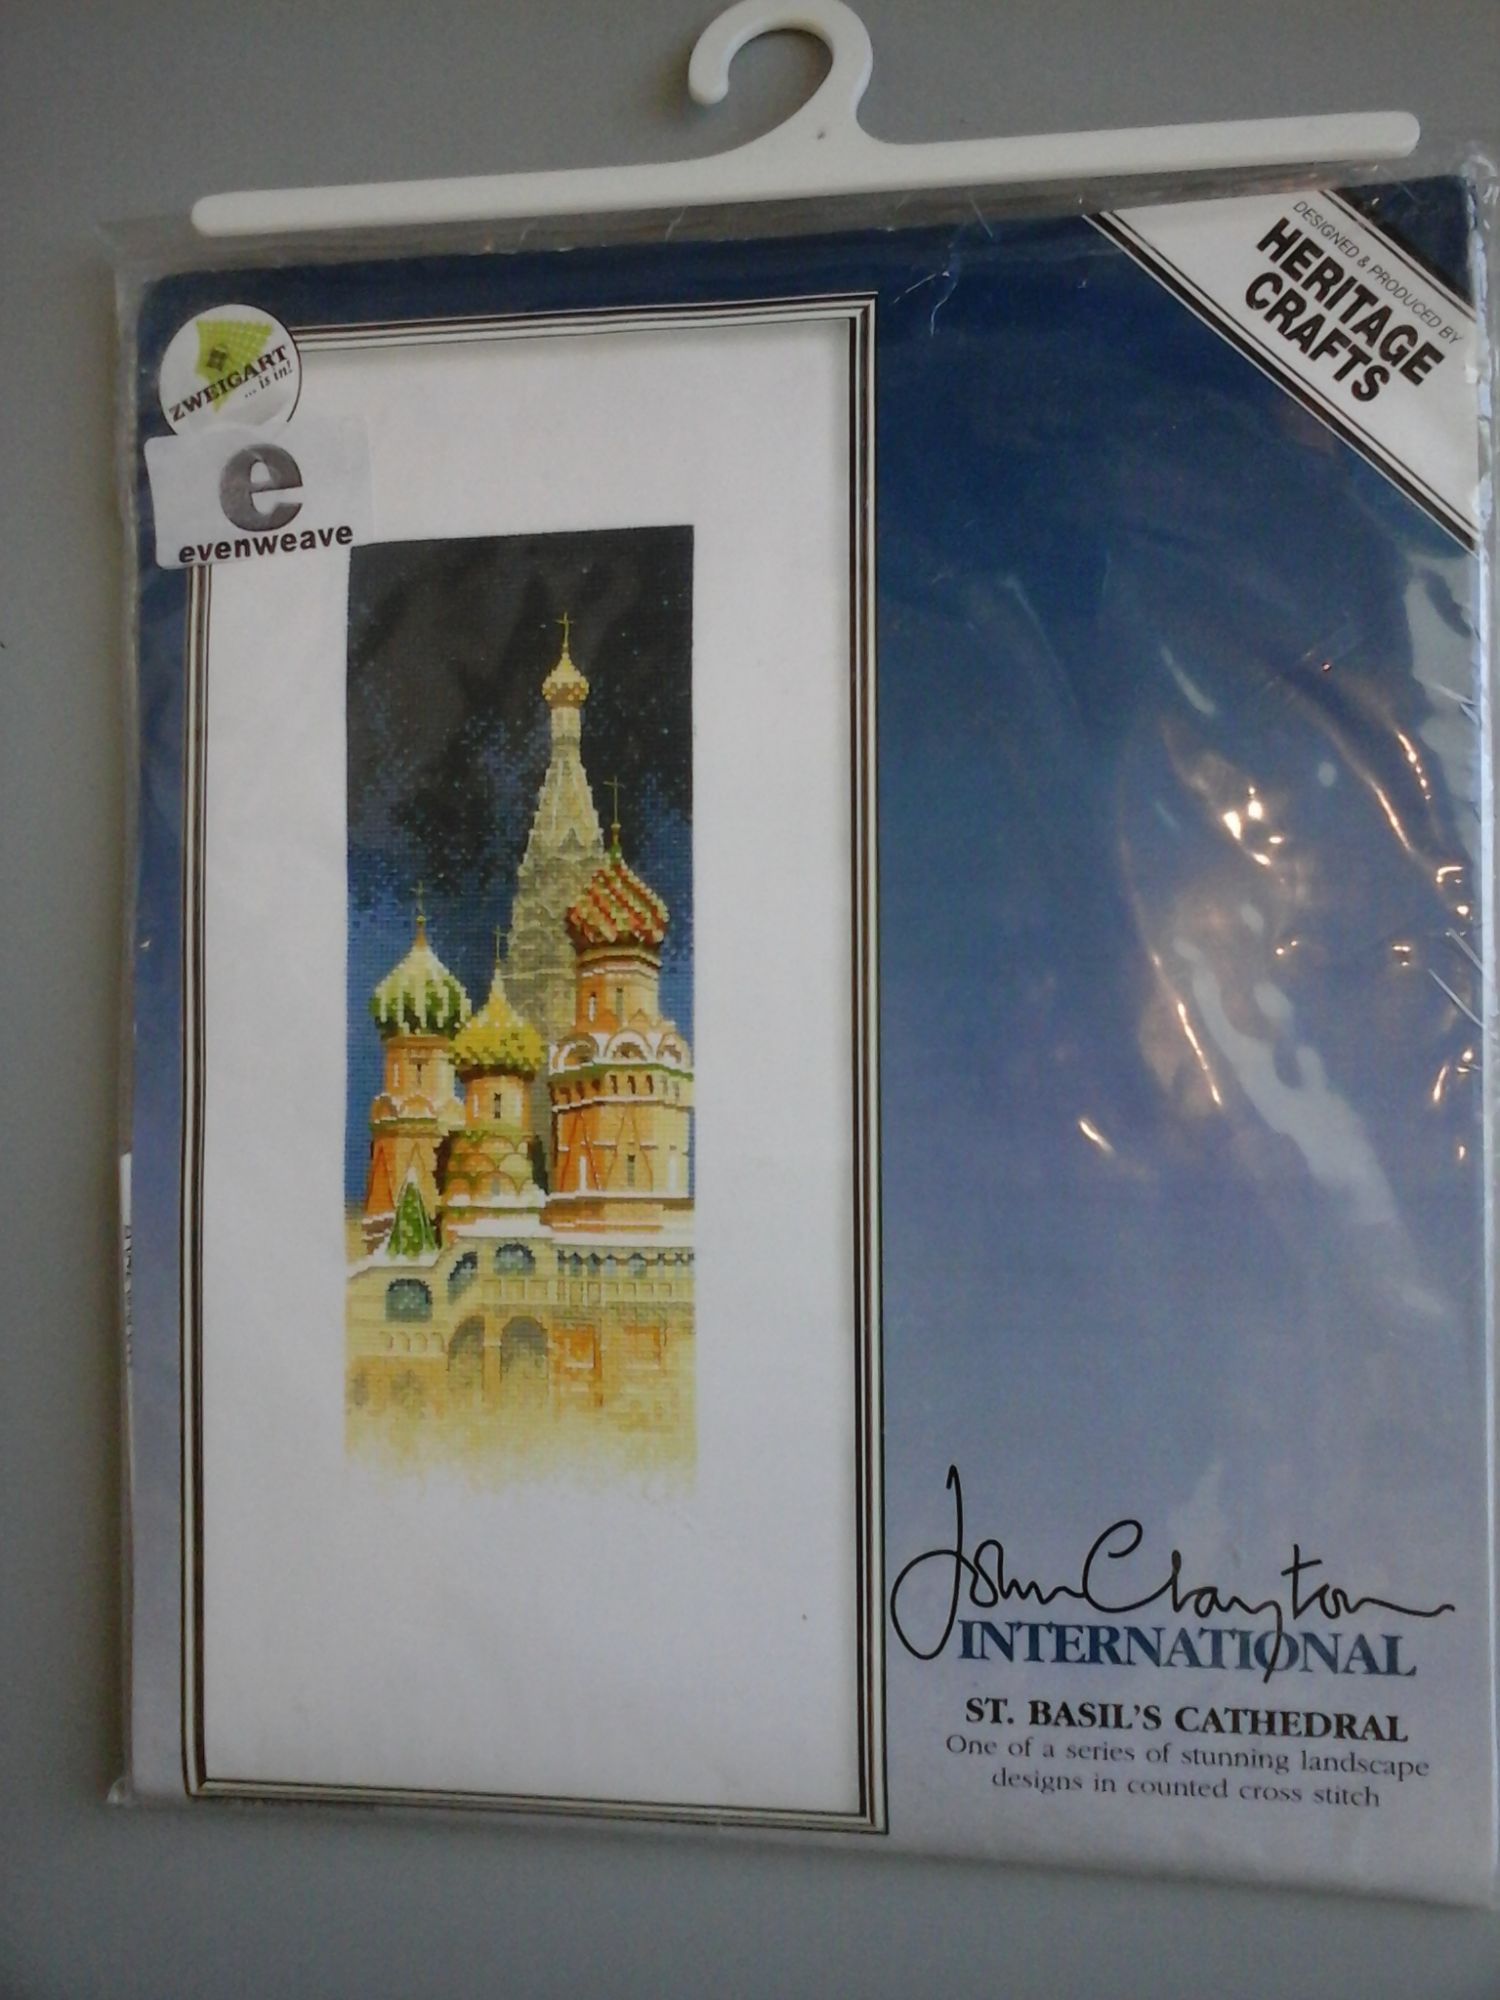 DESIGNED & PRODUCED BY
HERITAGE
CRAFTS
ZWEIGART
... is in!
e
evenweave
John Clayton
INTERNATIONAL
ST. BASIL'S CATHEDRAL
One of a series of stunning landscape
designs in counted cross stitch